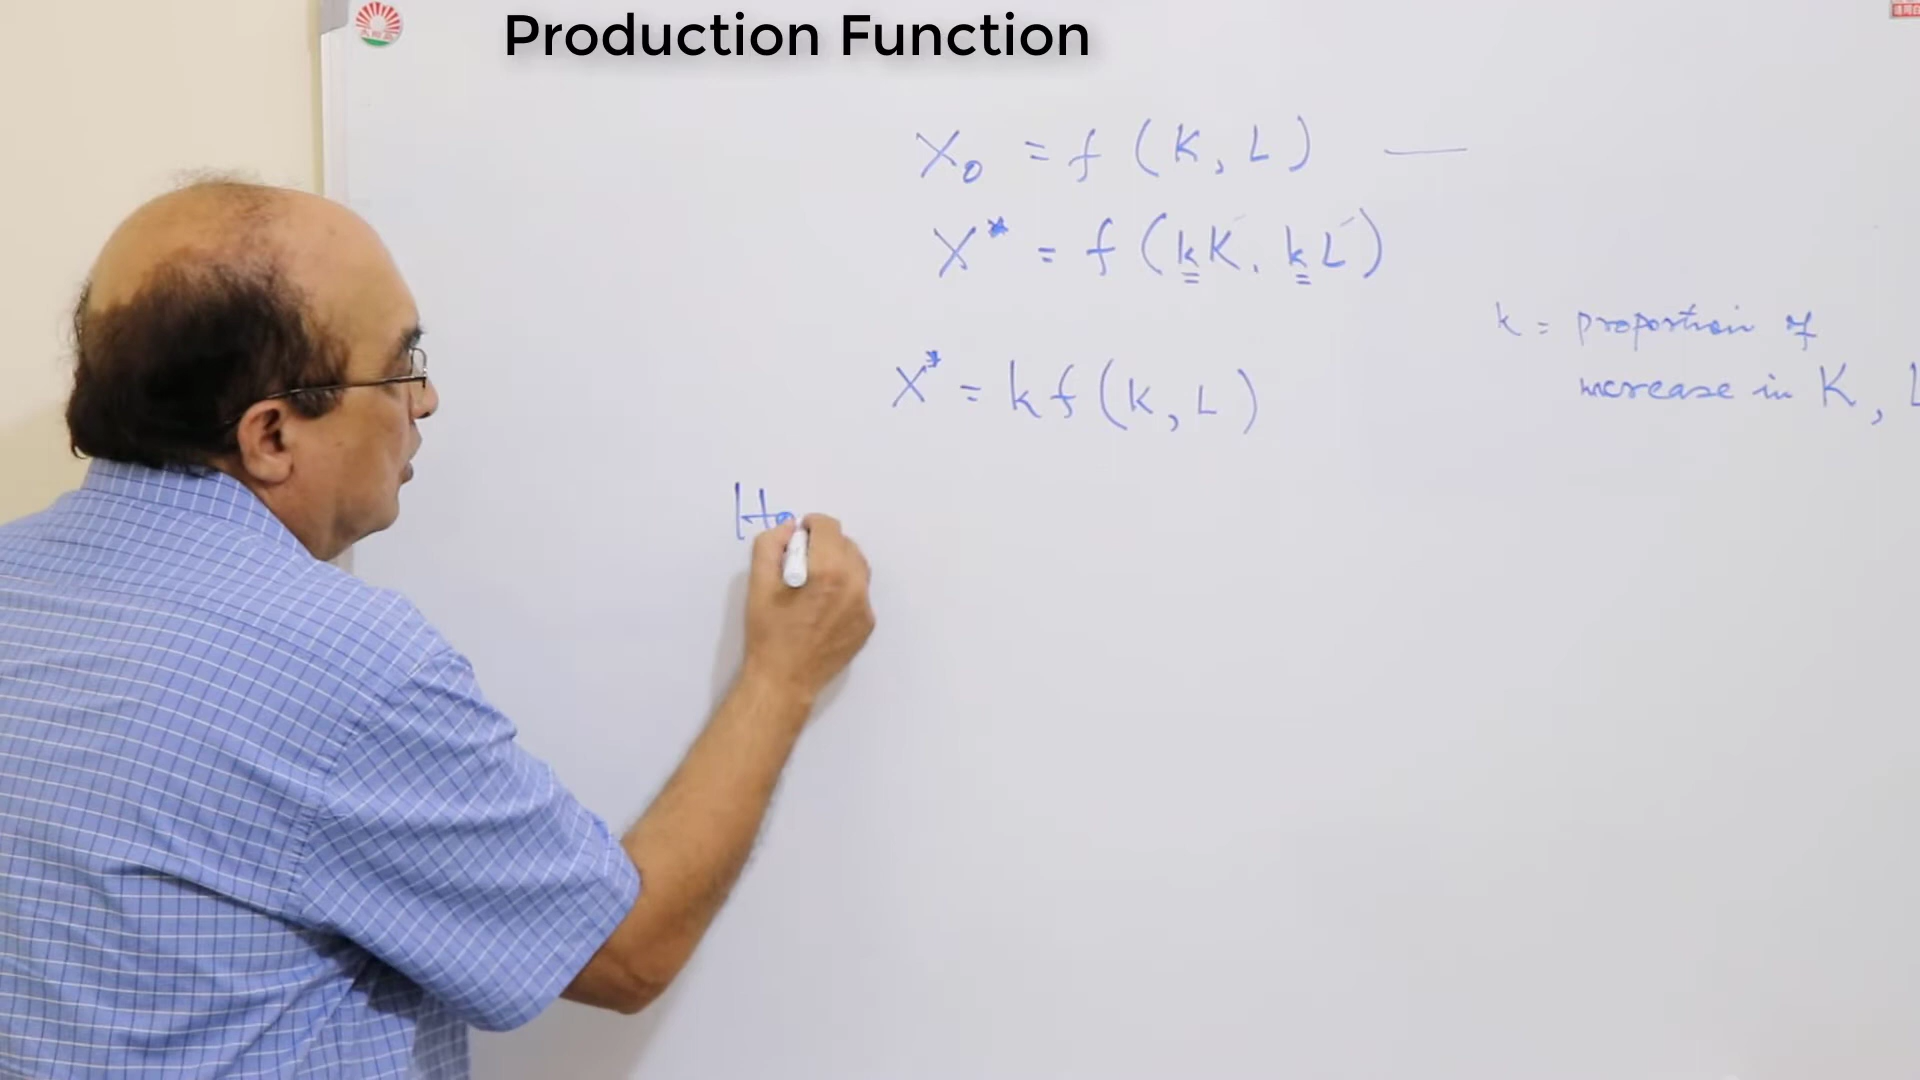 Production Function
X₀ = f (K, L) —
X* = f (kK, kL)
k = proportion of
increase in K, L
X* = k f (K, L)
Ho